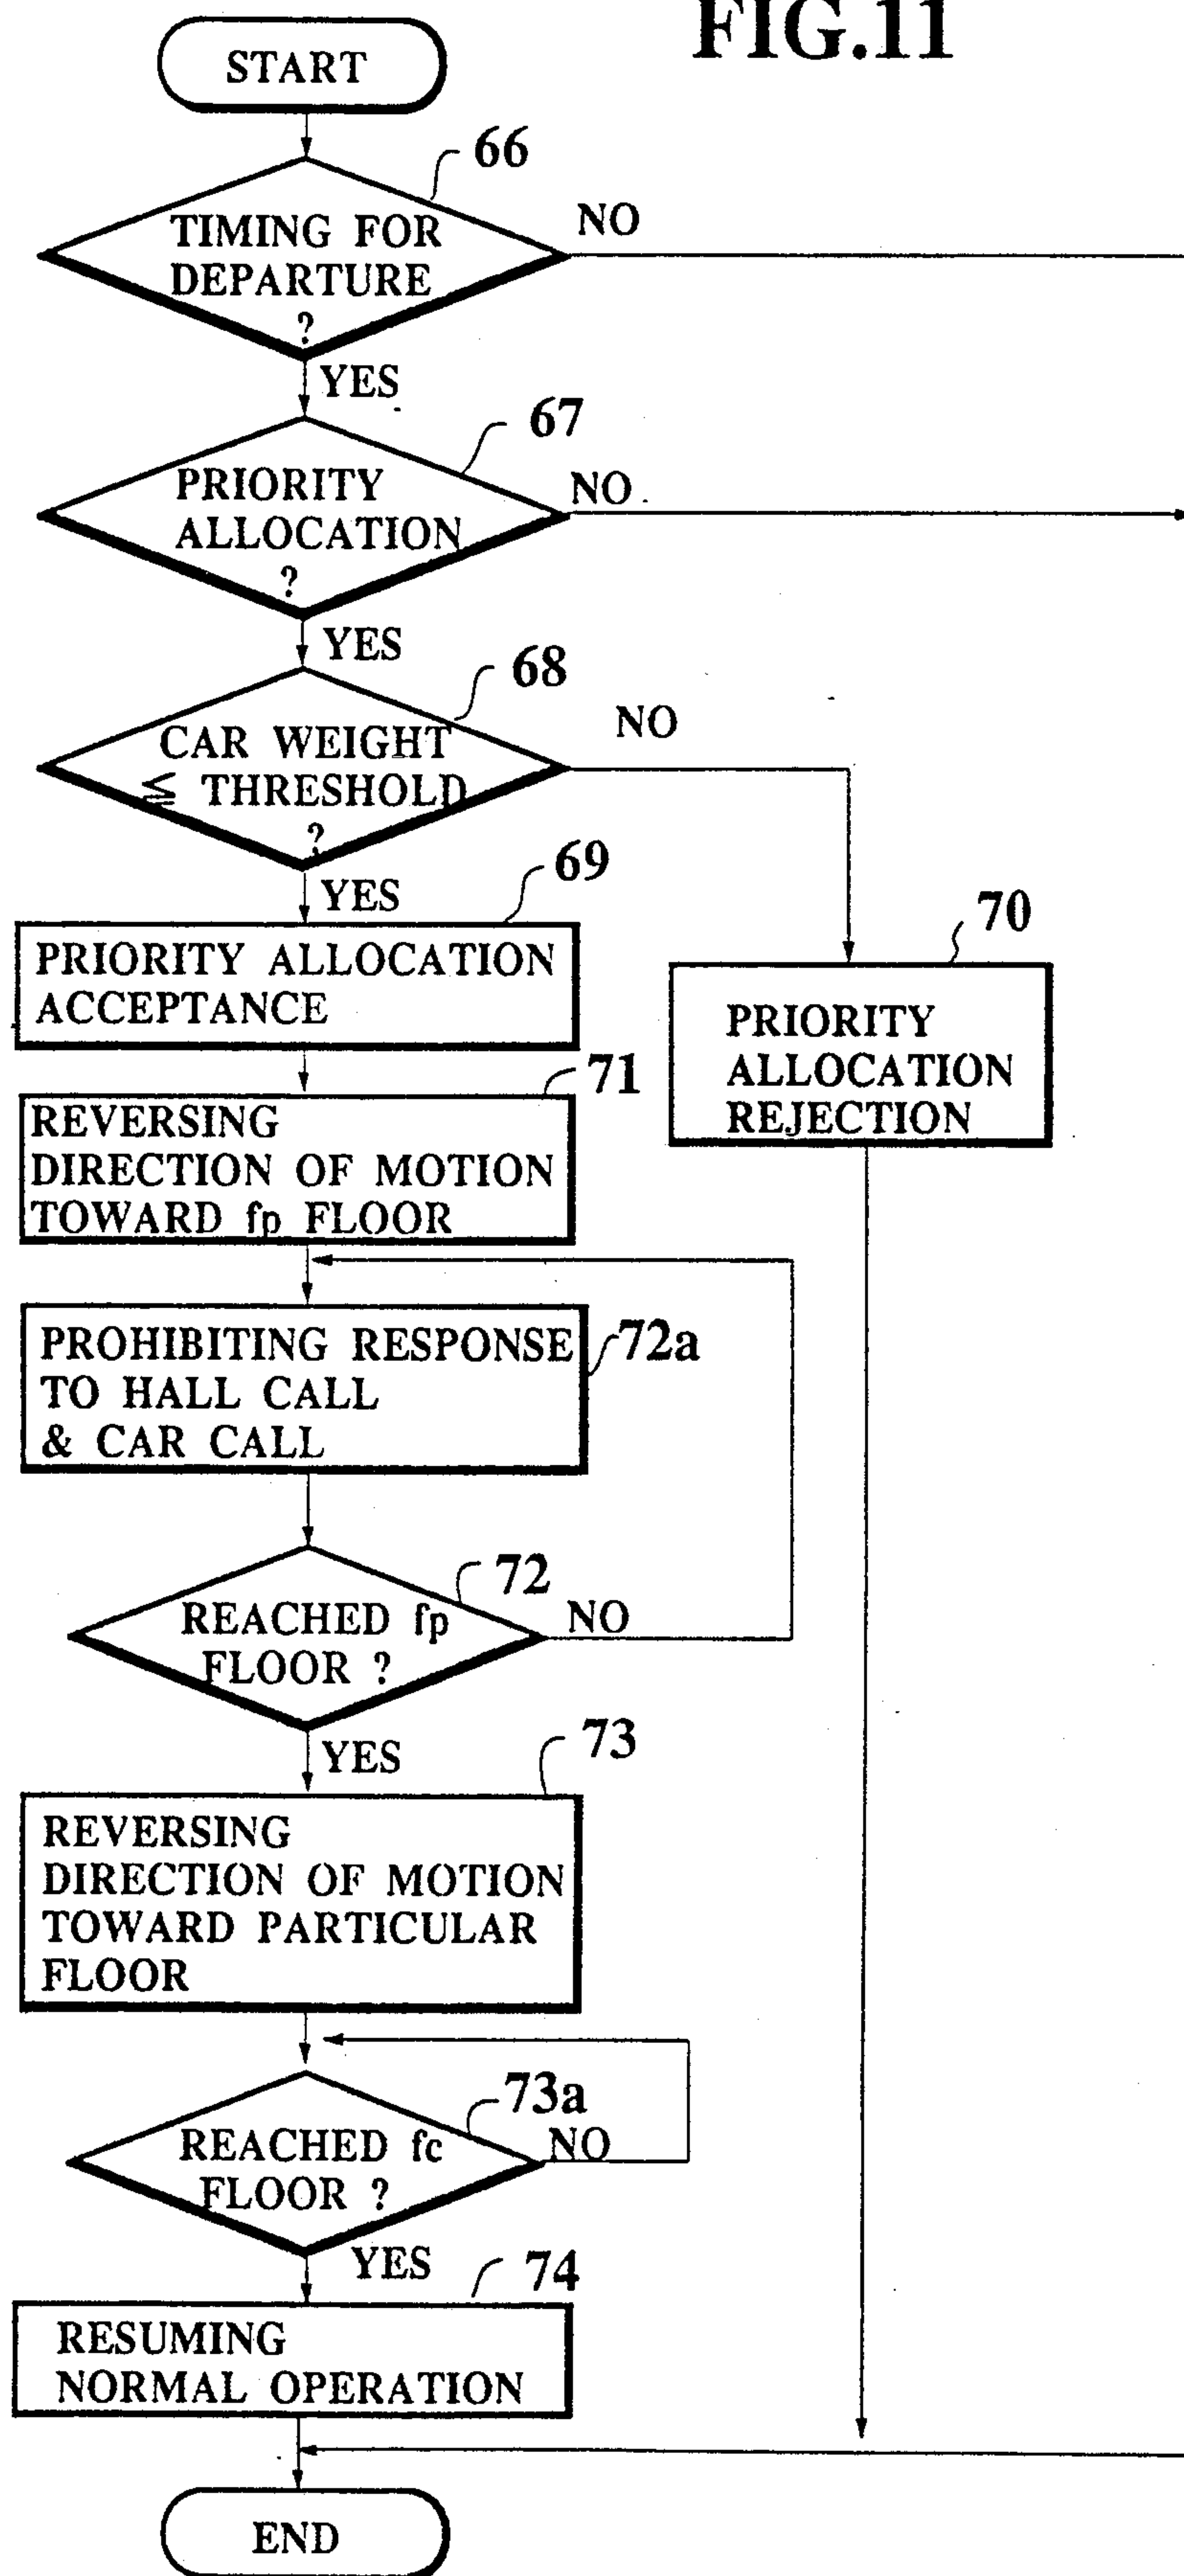 FIG.11
START
66
TIMING FOR
DEPARTURE
?
NO
YES
67
PRIORITY
ALLOCATION
?
NO
YES
68
CAR WEIGHT
≦ THRESHOLD
?
NO
YES
69
PRIORITY ALLOCATION
ACCEPTANCE
70
PRIORITY
ALLOCATION
REJECTION
71
REVERSING
DIRECTION OF MOTION
TOWARD fp FLOOR
72a
PROHIBITING RESPONSE
TO HALL CALL
& CAR CALL
72
REACHED fp
FLOOR ?
NO
YES
73
REVERSING
DIRECTION OF MOTION
TOWARD PARTICULAR
FLOOR
73a
REACHED fc
FLOOR ?
NO
YES
74
RESUMING
NORMAL OPERATION
END